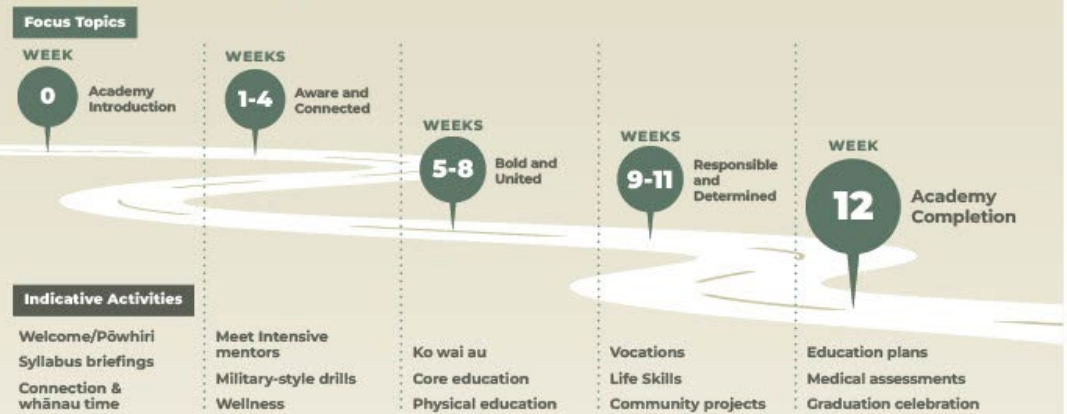 Focus Topics
WEEK
0
Academy
Introduction
WEEKS
1-4
Aware and
Connected
WEEKS
5-8
Bold and
United
WEEKS
9-11
Responsible
and
Determined
WEEK
12
Academy
Completion
Indicative Activities
Welcome/Pōwhiri
Syllabus briefings
Connection &
whānau time
Meet Intensive
mentors
Military-style drills
Wellness
Ko wai au
Core education
Physical education
Vocations
Life Skills
Community projects
Education plans
Medical assessments
Graduation celebration